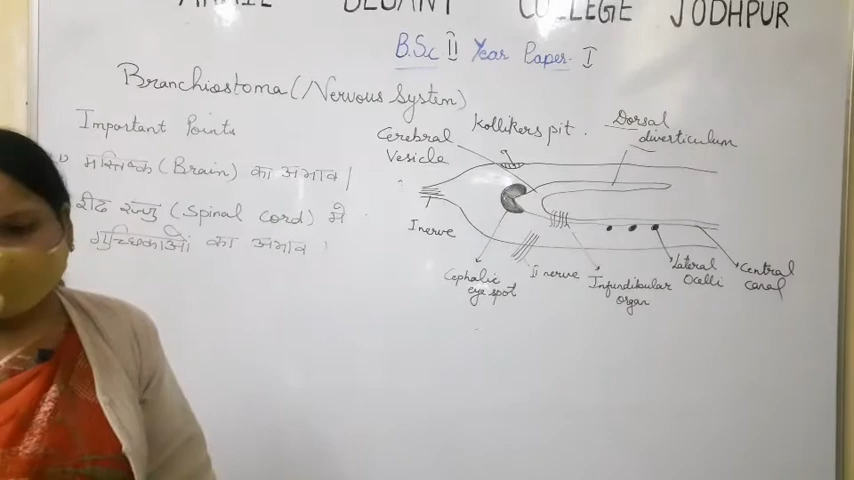 BESANT COLLEGE JODHPUR
B.Sc II Year Paper - I
Branchiostoma (Nervous System)
Important Points
1) मस्तिष्क (Brain) का अभाव |
रीढ रज्जु (Spinal cord) मे
गुच्छिकाओं का अभाव |
Kollikers pit .
Dorsal
diverticulum
Cerebral
Vesicle
I nerve
Cephalic
eye spot
II nerve
Infundibular
organ
Lateral
Ocelli
Central
canal